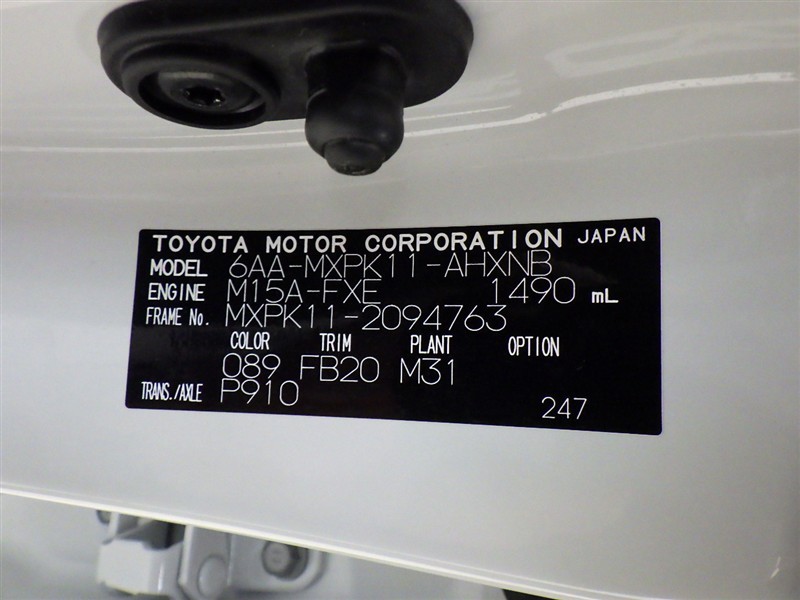 TOYOTA MOTOR CORPORATION JAPAN
MODEL 6AA-MXPK11-AHXNB
ENGINE M15A-FXE 1490 mL
FRAME No. MXPK11-2094763
COLOR TRIM PLANT OPTION
089 FB20 M31
TRANS./AXLE P910
247